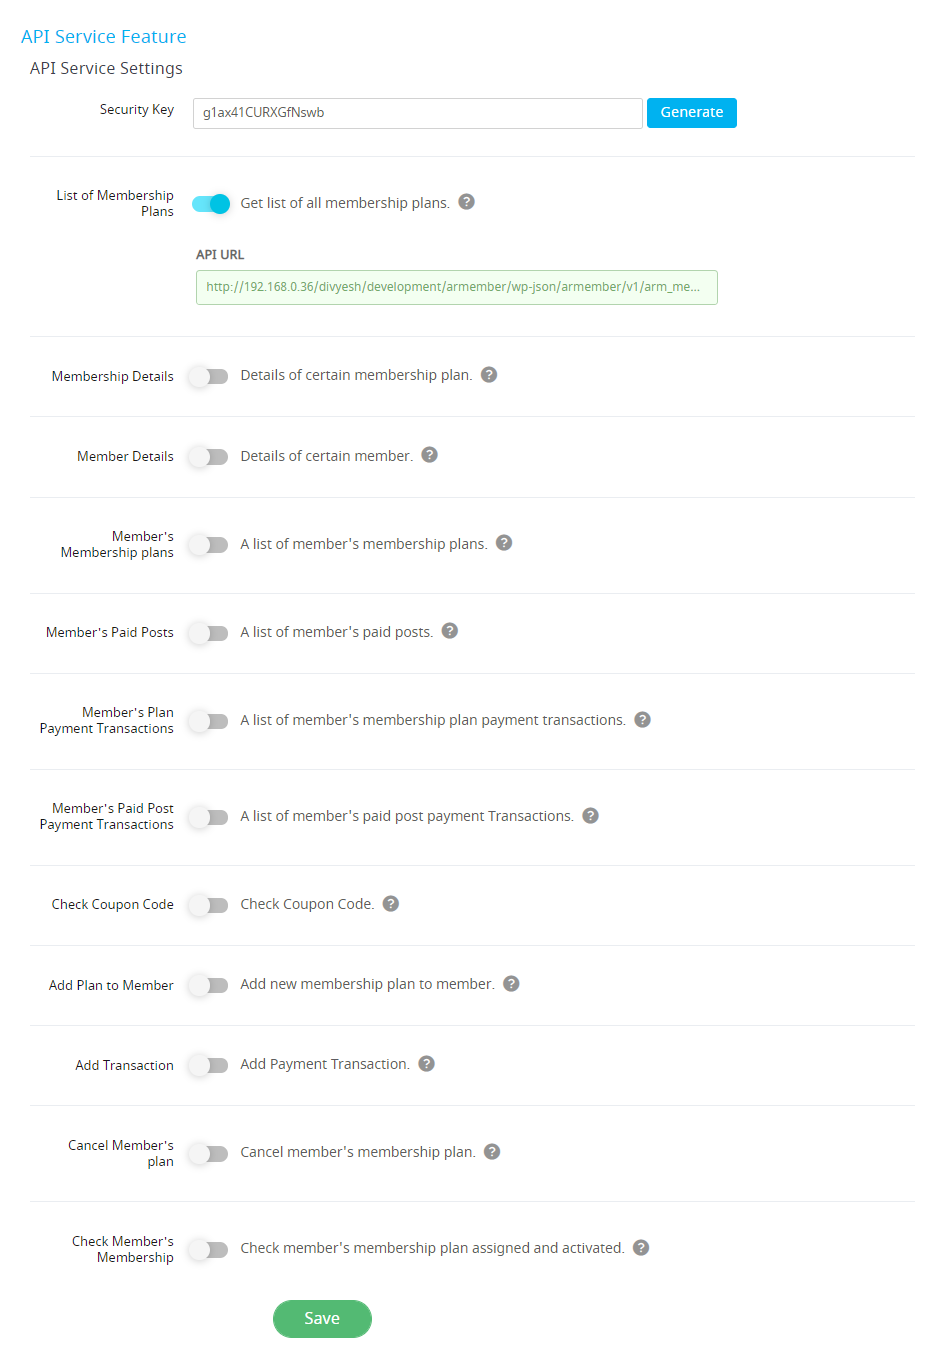 API Service Feature
API Service Settings
Security Key
g1ax41CURXGfNswb
Generate
List of Membership
Plans
Get list of all membership plans. ?
API URL
http://192.168.0.36/divyesh/development/armember/wp-json/armember/v1/arm_me...
Membership Details
Details of certain membership plan. ?
Member Details
Details of certain member. ?
Member's
Membership plans
A list of member's membership plans. ?
Member's Paid Posts
A list of member's paid posts. ?
Member's Plan
Payment Transactions
A list of member's membership plan payment transactions. ?
Member's Paid Post
Payment Transactions
A list of member's paid post payment Transactions. ?
Check Coupon Code
Check Coupon Code. ?
Add Plan to Member
Add new membership plan to member. ?
Add Transaction
Add Payment Transaction. ?
Cancel Member's
plan
Cancel member's membership plan. ?
Check Member's
Membership
Check member's membership plan assigned and activated. ?
Save